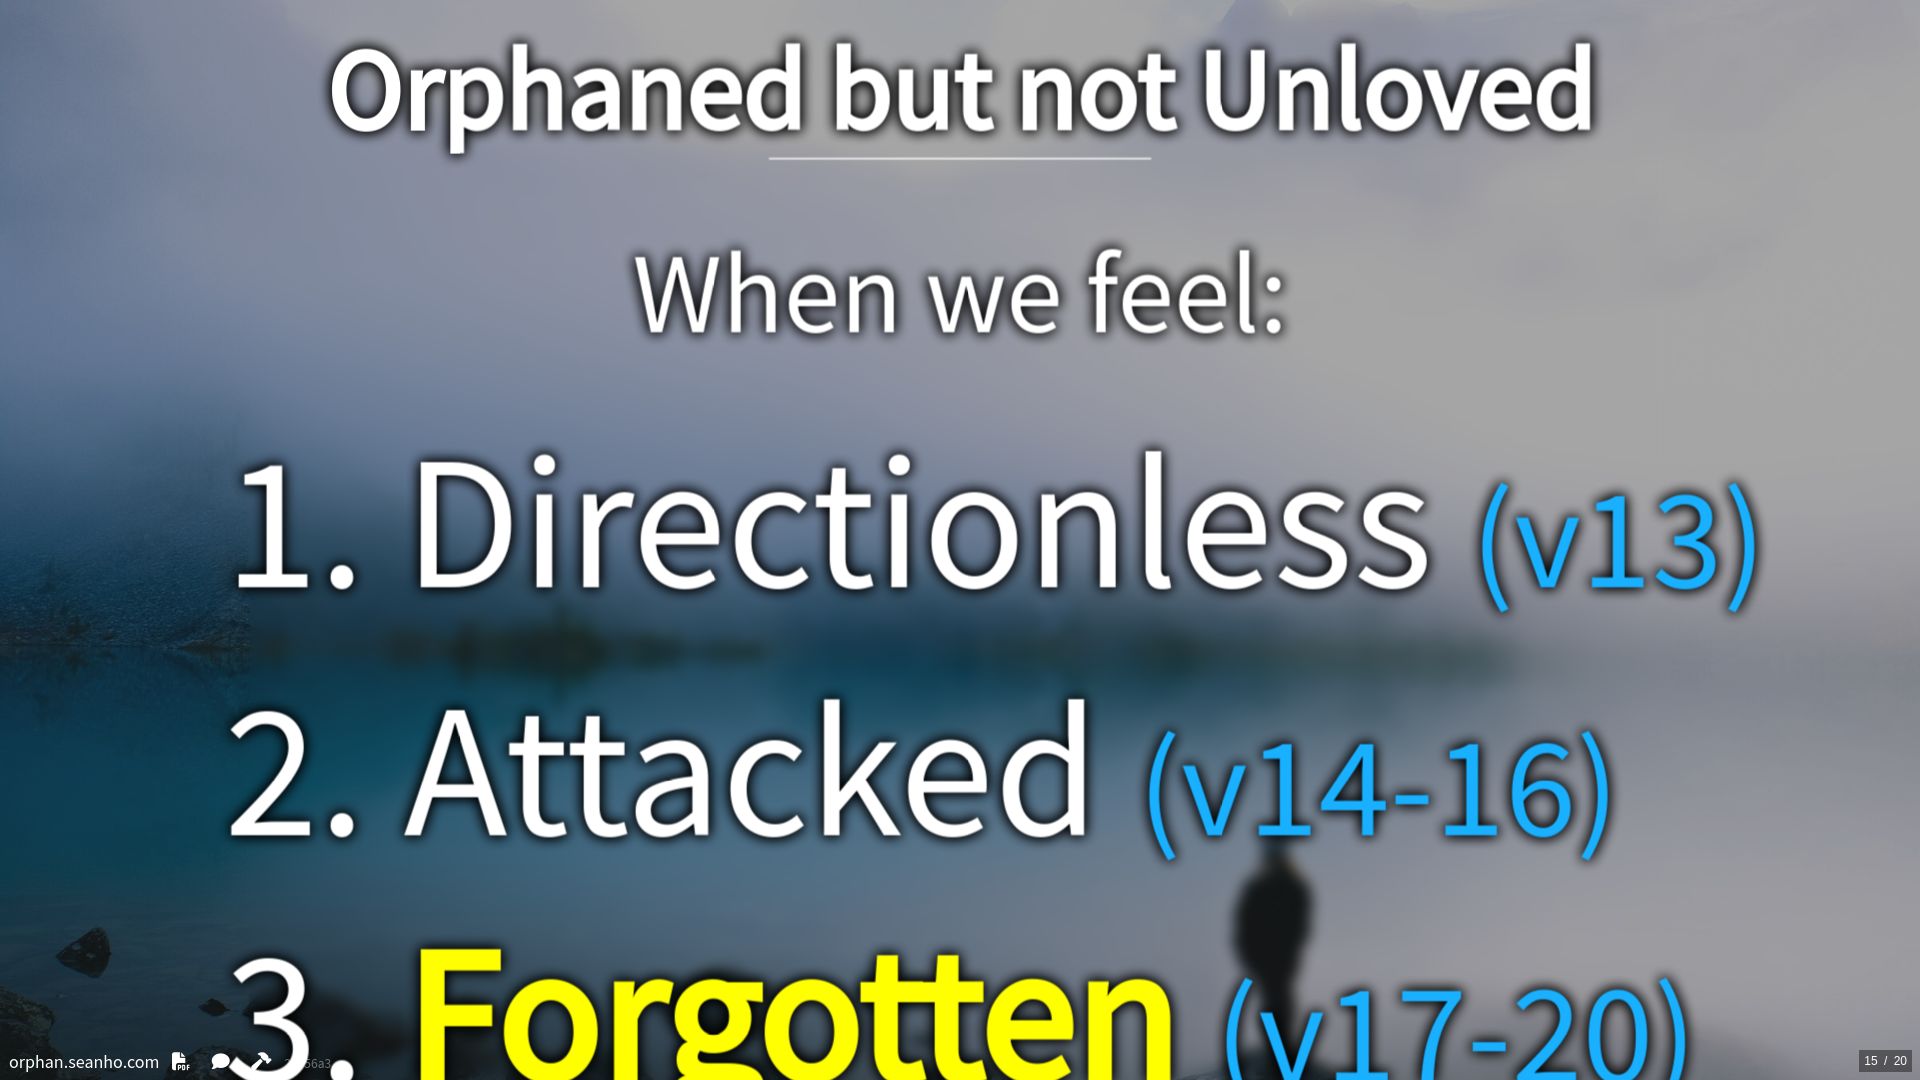 Orphaned but not Unloved
When we feel:
1. Directionless (v13)
2. Attacked (v14-16)
3. Forgotten (v17-20)
orphan.seanho.com
PDF
15 / 20